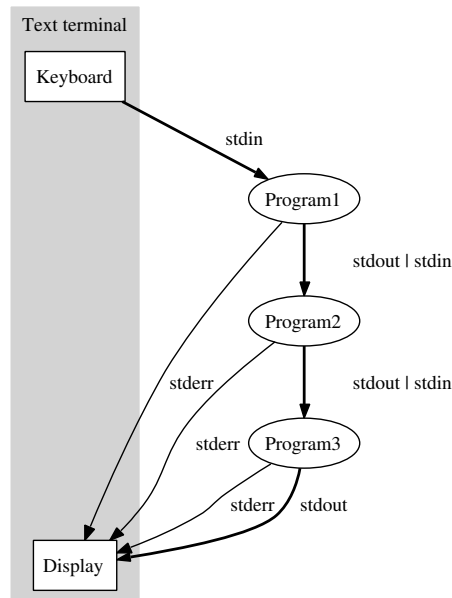 Text terminal
Keyboard
stdin
Program1
stdout | stdin
Program2
stdout | stdin
stderr
stderr
Program3
stderr
stdout
Display